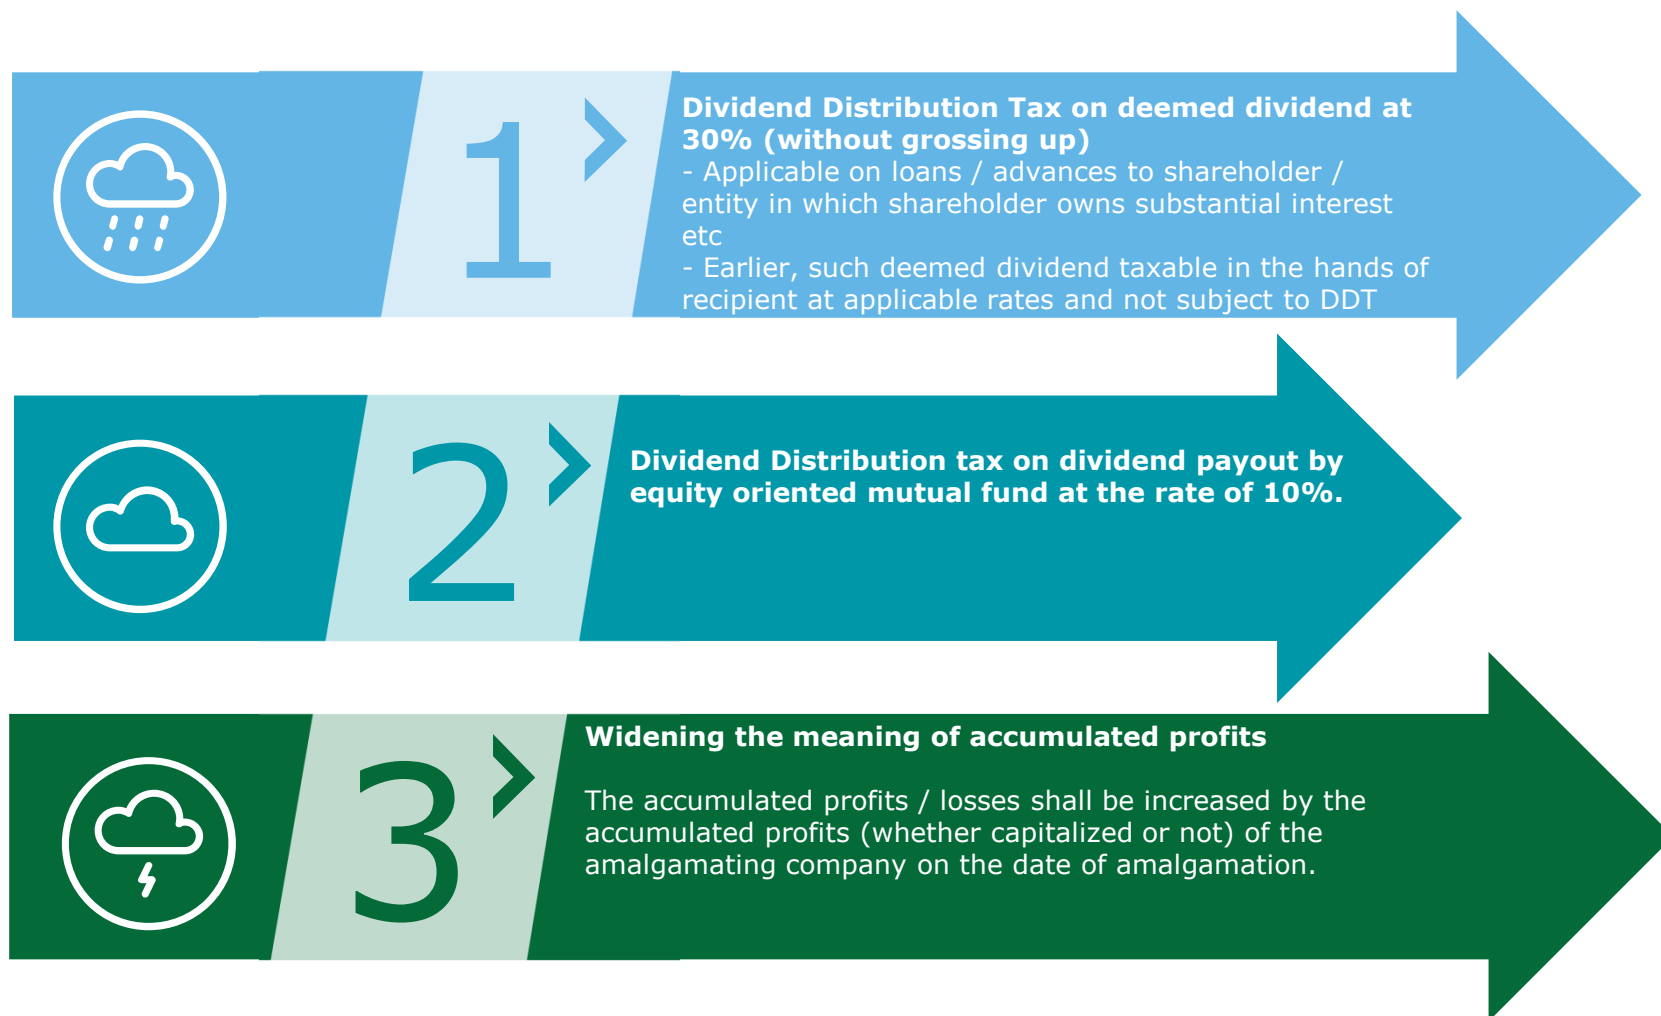 1
Dividend Distribution Tax on deemed dividend at
30% (without grossing up)
- Applicable on loans / advances to shareholder /
entity in which shareholder owns substantial interest
etc
- Earlier, such deemed dividend taxable in the hands of
recipient at applicable rates and not subject to DDT
2
Dividend Distribution tax on dividend payout by
equity oriented mutual fund at the rate of 10%.
3
Widening the meaning of accumulated profits
The accumulated profits / losses shall be increased by the
accumulated profits (whether capitalized or not) of the
amalgamating company on the date of amalgamation.